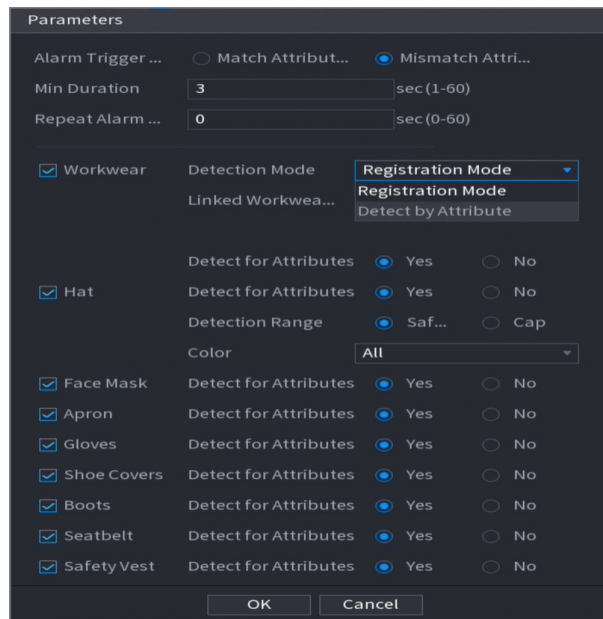 Parameters
Alarm Trigger ... Match Attribut... Mismatch Attri...
Min Duration 3 sec (1-60)
Repeat Alarm ... 0 sec (0-60)
Workwear Detection Mode Registration Mode
Registration Mode
Linked Workwea...
Detect by Attribute
Detect for Attributes Yes No
Hat Detect for Attributes Yes No
Detection Range Saf... Cap
Color All
Face Mask Detect for Attributes Yes No
Apron Detect for Attributes Yes No
Gloves Detect for Attributes Yes No
Shoe Covers Detect for Attributes Yes No
Boots Detect for Attributes Yes No
Seatbelt Detect for Attributes Yes No
Safety Vest Detect for Attributes Yes No
OK Cancel